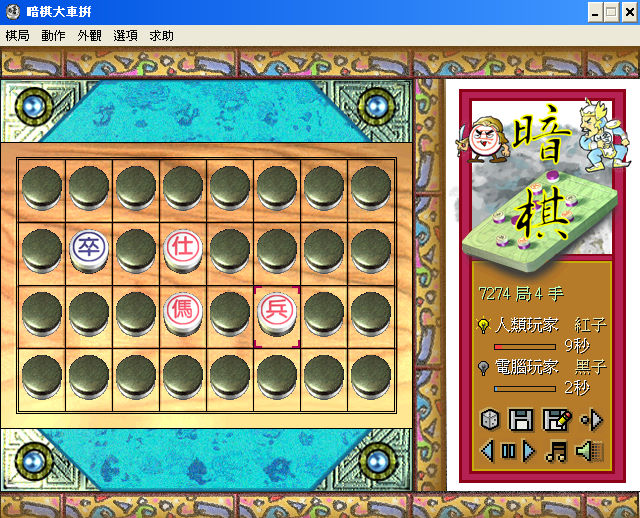 暗棋大車拚
棋局 動作 外觀 選項 求助
暗棋
卒 仕
傌 兵
7274 局 4 手
人類玩家 紅子
9秒
電腦玩家 黑子
2秒